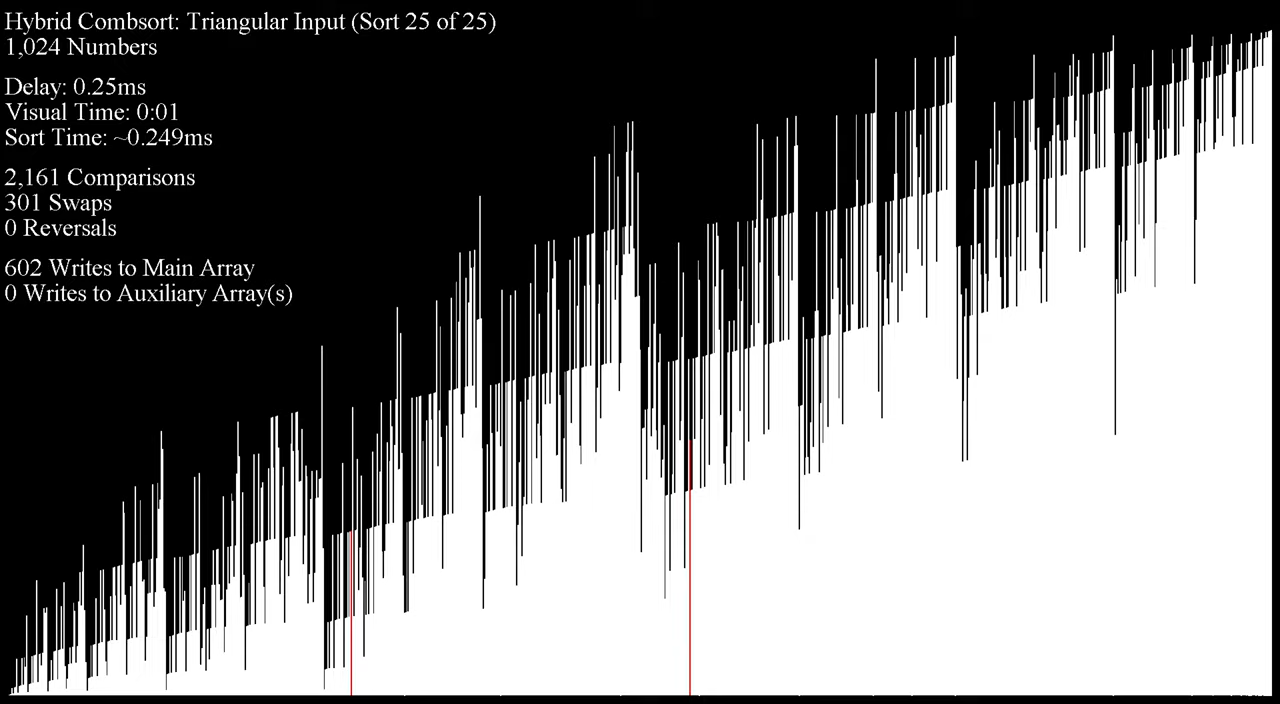 Hybrid Combsort: Triangular Input (Sort 25 of 25)
1,024 Numbers
Delay: 0.25ms
Visual Time: 0:01
Sort Time: ~0.249ms
2,161 Comparisons
301 Swaps
0 Reversals
602 Writes to Main Array
0 Writes to Auxiliary Array(s)